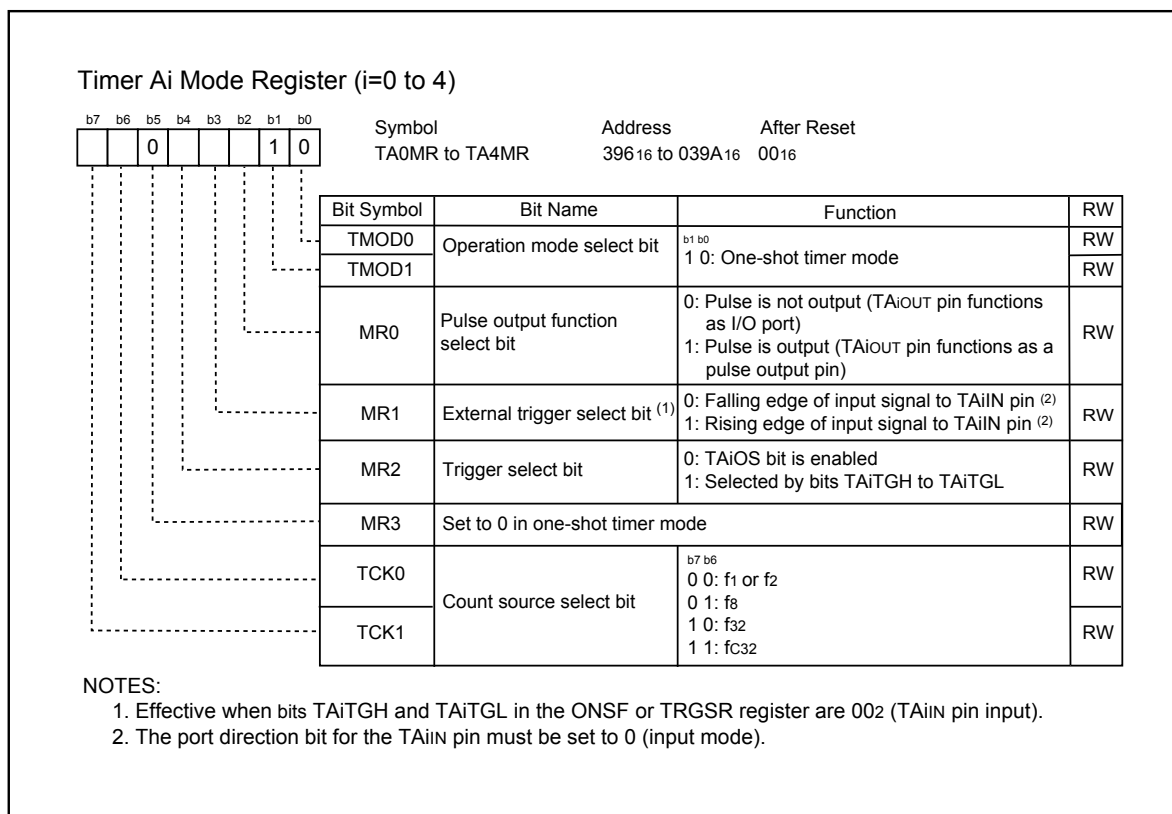 Timer Ai Mode Register (i=0 to 4)
b7 b6 b5 b4 b3 b2 b1 b0
0 1 0
Symbol Address After Reset
TA0MR to TA4MR 39616 to 039A16 0016
Bit Symbol Bit Name Function RW
TMOD0 Operation mode select bit b1 b0 RW
TMOD1 1 0: One-shot timer mode RW
MR0 Pulse output function select bit 0: Pulse is not output (TAiOUT pin functions
as I/O port)
1: Pulse is output (TAiOUT pin functions as a
pulse output pin) RW
MR1 External trigger select bit (1) 0: Falling edge of input signal to TAiIN pin (2)
1: Rising edge of input signal to TAiIN pin (2) RW
MR2 Trigger select bit 0: TAiOS bit is enabled
1: Selected by bits TAiTGH to TAiTGL RW
MR3 Set to 0 in one-shot timer mode RW
TCK0 Count source select bit b7 b6 RW
0 0: f1 or f2
0 1: f8
TCK1 1 0: f32 RW
1 1: fC32
NOTES:
1. Effective when bits TAiTGH and TAiTGL in the ONSF or TRGSR register are 002 (TAiIN pin input).
2. The port direction bit for the TAiIN pin must be set to 0 (input mode).